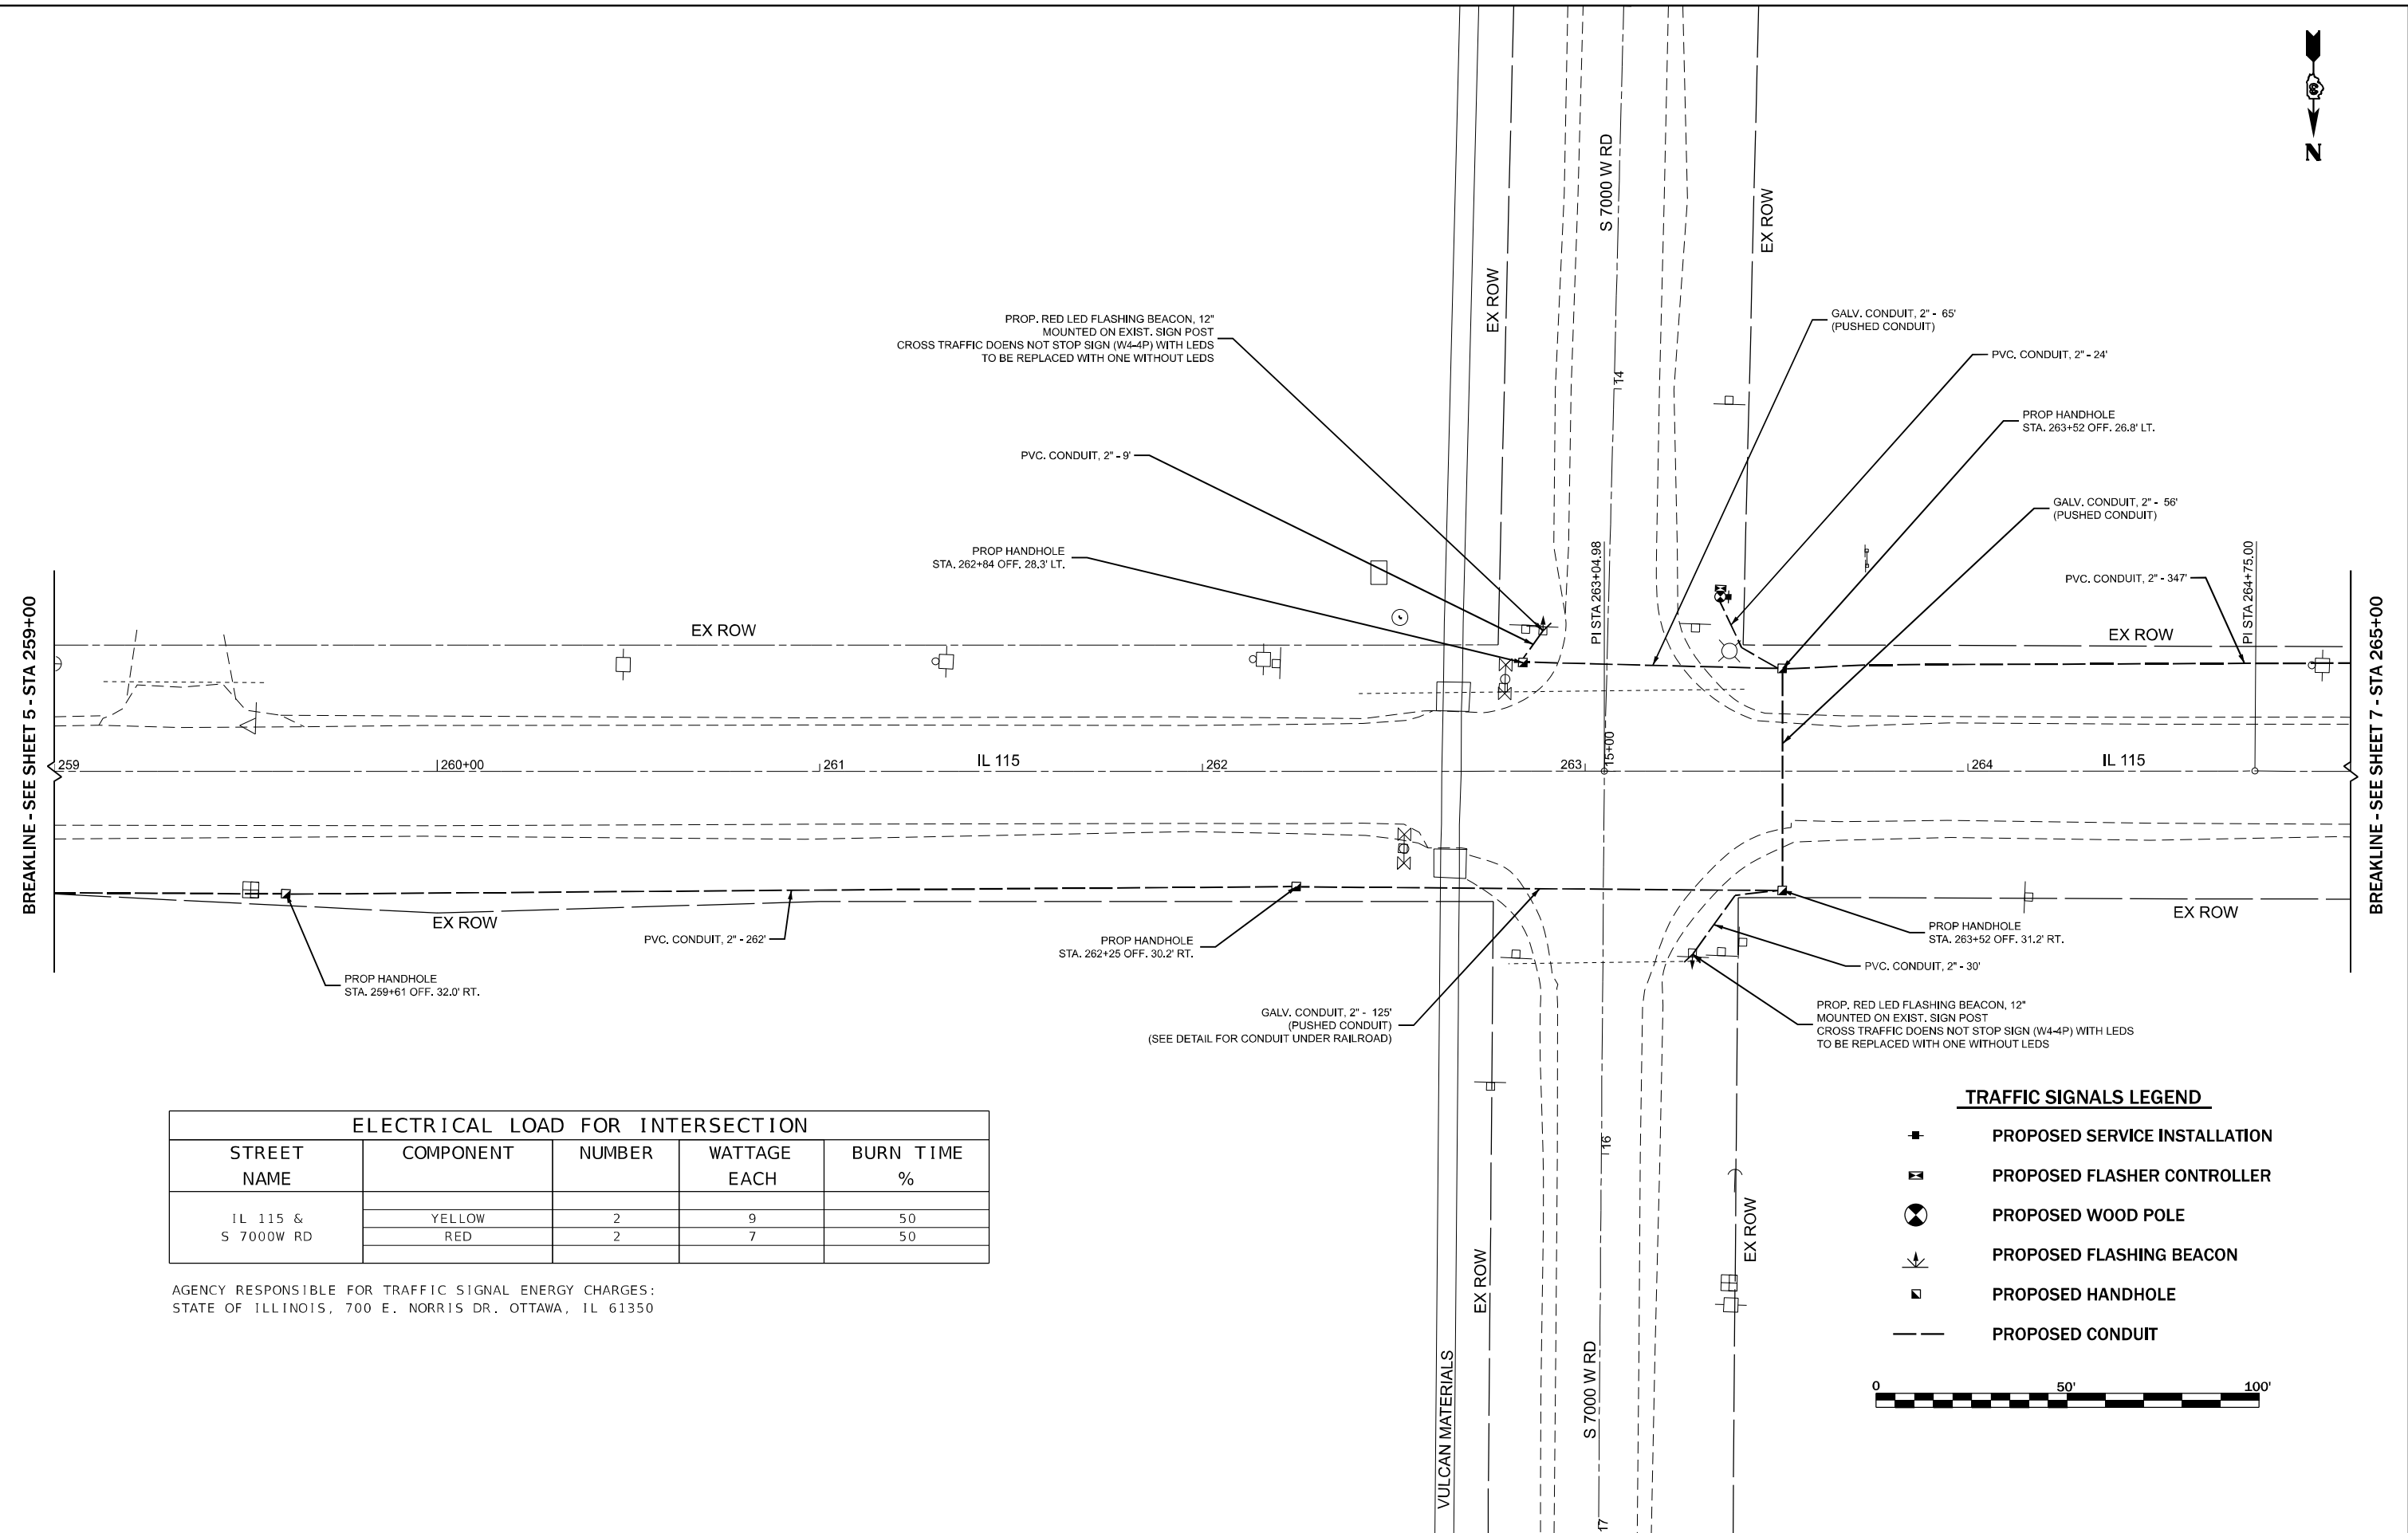 N
S 7000 W RD
EX ROW
EX ROW
PROP. RED LED FLASHING BEACON, 12"
MOUNTED ON EXIST. SIGN POST
CROSS TRAFFIC DOENS NOT STOP SIGN (W4-4P) WITH LEDS
TO BE REPLACED WITH ONE WITHOUT LEDS
GALV. CONDUIT, 2" - 65'
(PUSHED CONDUIT)
PVC. CONDUIT, 2" - 24'
14
PROP HANDHOLE
STA. 263+52 OFF. 26.8' LT.
PVC. CONDUIT, 2" - 9'
GALV. CONDUIT, 2" - 56'
(PUSHED CONDUIT)
PROP HANDHOLE
STA. 262+84 OFF. 28.3' LT.
PI STA 263+04.98
PVC. CONDUIT, 2" - 347'
PI STA 264+75.00
EX ROW
EX ROW
BREAKLINE - SEE SHEET 5 - STA 259+00
BREAKLINE - SEE SHEET 7 - STA 265+00
259
260+00
261
IL 115
262
263
15+00
264
IL 115
EX ROW
EX ROW
PVC. CONDUIT, 2" - 262'
PROP HANDHOLE
STA. 262+25 OFF. 30.2' RT.
PROP HANDHOLE
STA. 263+52 OFF. 31.2' RT.
PVC. CONDUIT, 2" - 30'
PROP HANDHOLE
STA. 259+61 OFF. 32.0' RT.
GALV. CONDUIT, 2" - 125'
(PUSHED CONDUIT)
(SEE DETAIL FOR CONDUIT UNDER RAILROAD)
PROP. RED LED FLASHING BEACON, 12"
MOUNTED ON EXIST. SIGN POST
CROSS TRAFFIC DOENS NOT STOP SIGN (W4-4P) WITH LEDS
TO BE REPLACED WITH ONE WITHOUT LEDS
16
EX ROW
EX ROW
VULCAN MATERIALS
S 7000 W RD
17
ELECTRICAL LOAD FOR INTERSECTION
STREET NAME COMPONENT NUMBER WATTAGE EACH BURN TIME %
IL 115 & S 7000W RD
YELLOW 2 9 50
RED 2 7 50
AGENCY RESPONSIBLE FOR TRAFFIC SIGNAL ENERGY CHARGES:
STATE OF ILLINOIS, 700 E. NORRIS DR. OTTAWA, IL 61350
TRAFFIC SIGNALS LEGEND
PROPOSED SERVICE INSTALLATION
PROPOSED FLASHER CONTROLLER
PROPOSED WOOD POLE
PROPOSED FLASHING BEACON
PROPOSED HANDHOLE
PROPOSED CONDUIT
0 50' 100'